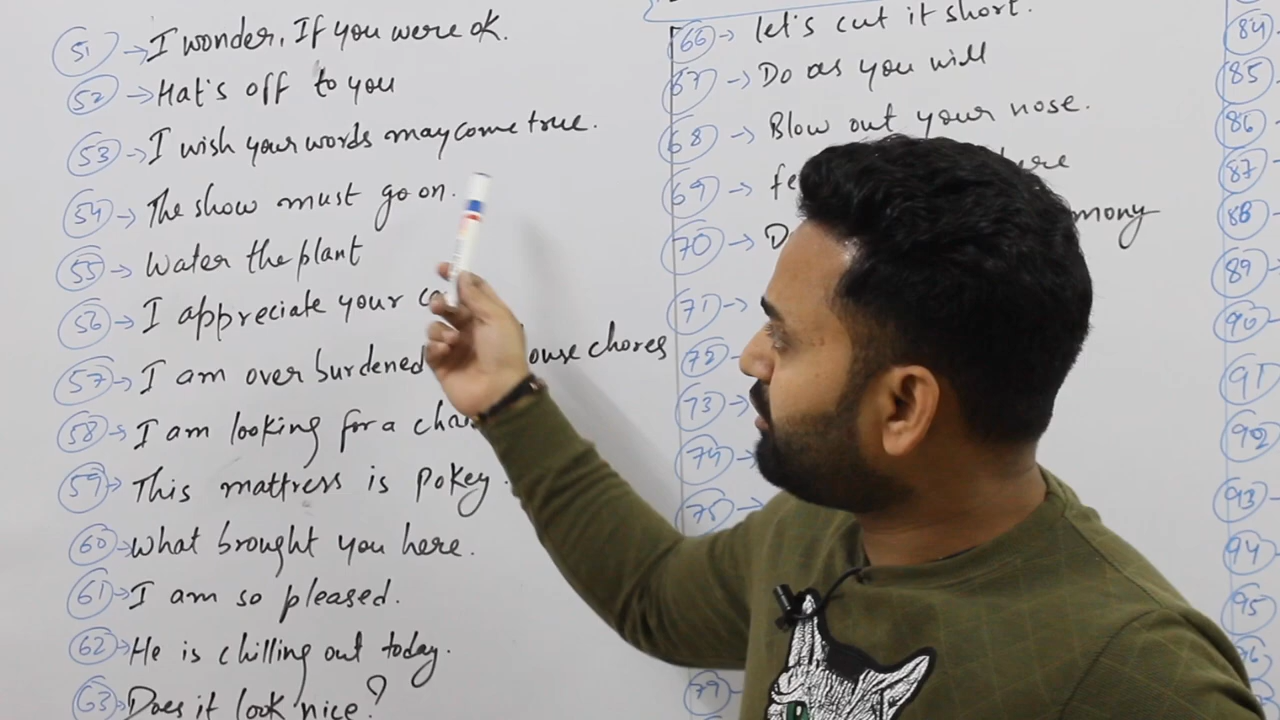 51 → I wonder, If you were ok.
52 → Hat's off to you
53 → I wish your words may come true.
54 → The show must go on.
55 → Water the plant
56 → I appreciate your
57 → I am over burdened house chores
58 → I am looking for a
59 → This mattress is Pokey.
60 → What brought you here.
61 → I am so pleased.
62 → He is chilling out today.
63 → Does it look nice?
66 → let's cut it short.
67 → Do as you will
68 → Blow out your nose.
69 →
70 →
71 →
72
73 →
74 →
75
79
84
85
86
87
88
89
90
91
92
93
94
95
96